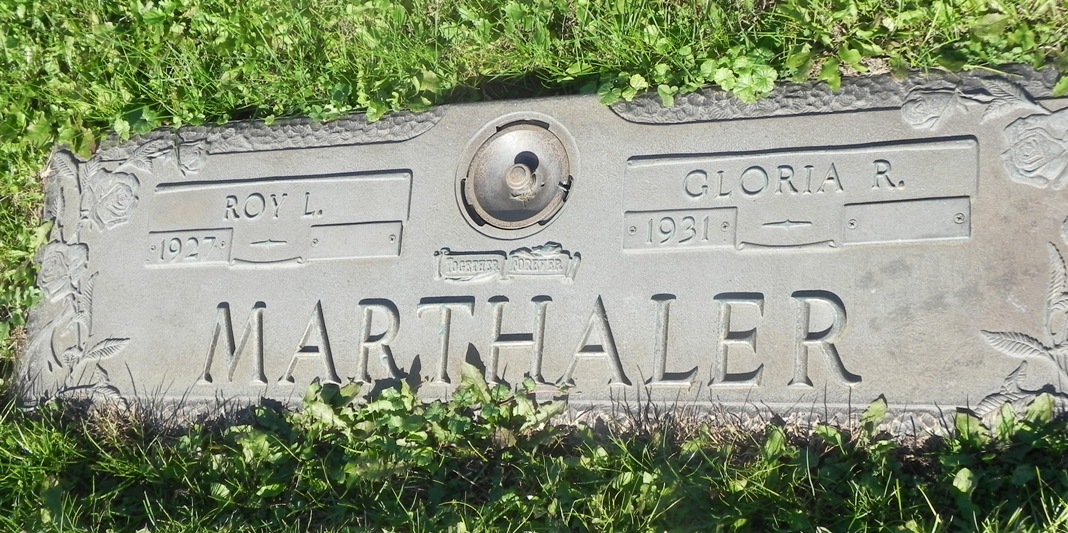 ROY L.
1927
GLORIA R.
1931
TOGETHER FOREVER
MARTHALER